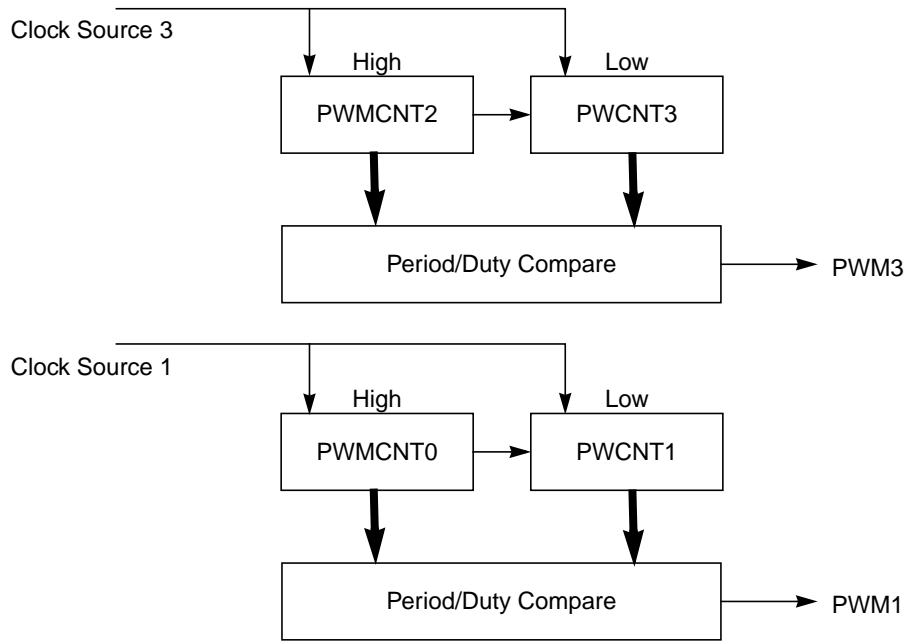 Clock Source 3
High
Low
PWMCNT2
PWCNT3
Period/Duty Compare
PWM3
Clock Source 1
High
Low
PWMCNT0
PWCNT1
Period/Duty Compare
PWM1